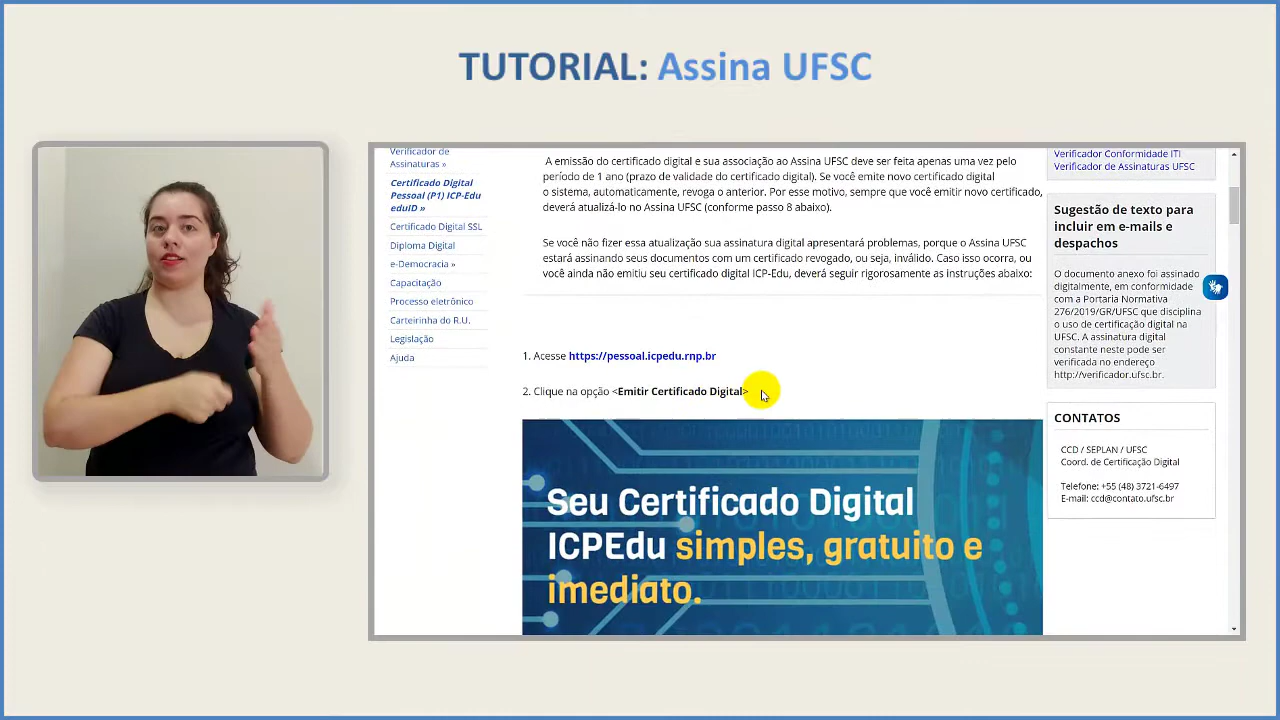 TUTORIAL: Assina UFSC
Verificador de
Assinaturas »
Certificado Digital
Pessoal (P1) ICP-Edu
eduID »
Certificado Digital SSL
Diploma Digital
e-Democracia »
Capacitação
Processo eletrônico
Carteirinha do R.U.
Legislação
Ajuda
A emissão do certificado digital e sua associação ao Assina UFSC deve ser feita apenas uma vez pelo
período de 1 ano (prazo de validade do certificado digital). Se você emite novo certificado digital
o sistema, automaticamente, revoga o anterior. Por esse motivo, sempre que você emitir novo certificado,
deverá atualizá-lo no Assina UFSC (conforme passo 8 abaixo).
Se você não fizer essa atualização sua assinatura digital apresentará problemas, porque o Assina UFSC
estará assinando seus documentos com um certificado revogado, ou seja, inválido. Caso isso ocorra, ou
você ainda não emitiu seu certificado digital ICP-Edu, deverá seguir rigorosamente as instruções abaixo:
1. Acesse https://pessoal.icpedu.rnp.br
2. Clique na opção <Emitir Certificado Digital>
Seu Certificado Digital
ICPEdu simples, gratuito e
imediato.
Verificador Conformidade ITI
Verificador de Assinaturas UFSC
Sugestão de texto para
incluir em e-mails e
despachos
O documento anexo foi assinado
digitalmente, em conformidade
com a Portaria Normativa
276/2019/GR/UFSC que disciplina
o uso de certificação digital na
UFSC. A assinatura digital
constante neste pode ser
verificada no endereço
http://verificador.ufsc.br.
CONTATOS
CCD / SEPLAN / UFSC
Coord. de Certificação Digital
Telefone: +55 (48) 3721-6497
E-mail: ccd@contato.ufsc.br